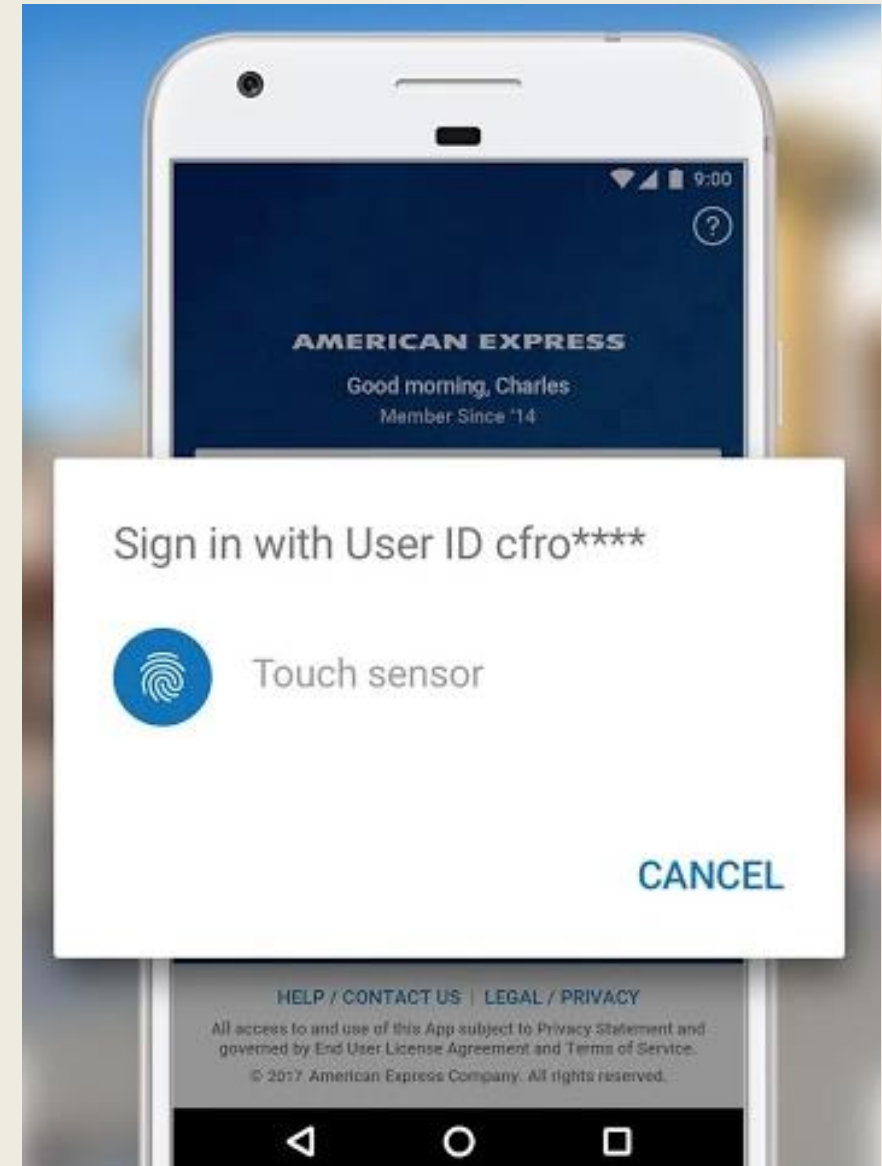 9:00
?
AMERICAN EXPRESS
Good morning, Charles
Member Since '14
Sign in with User ID cfro****
Touch sensor
CANCEL
HELP / CONTACT US | LEGAL / PRIVACY
All access to and use of this App subject to Privacy Statement and
governed by End User License Agreement and Terms of Service.
© 2017 American Express Company. All rights reserved.